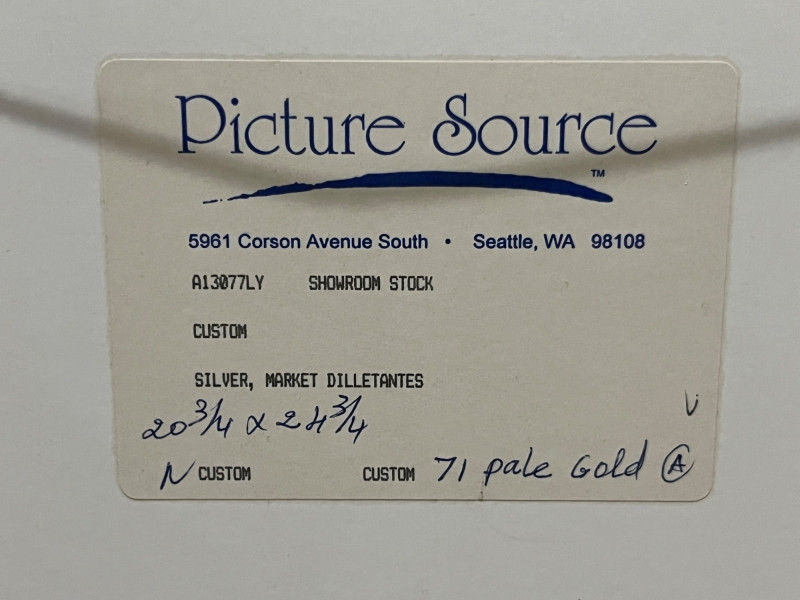 Picture Source
TM
5961 Corson Avenue South • Seattle, WA 98108
A13077LY SHOWROOM STOCK
CUSTOM
SILVER, MARKET DILLETANTES
20 3/4 x 24 3/4
N CUSTOM CUSTOM 71 pale Gold A